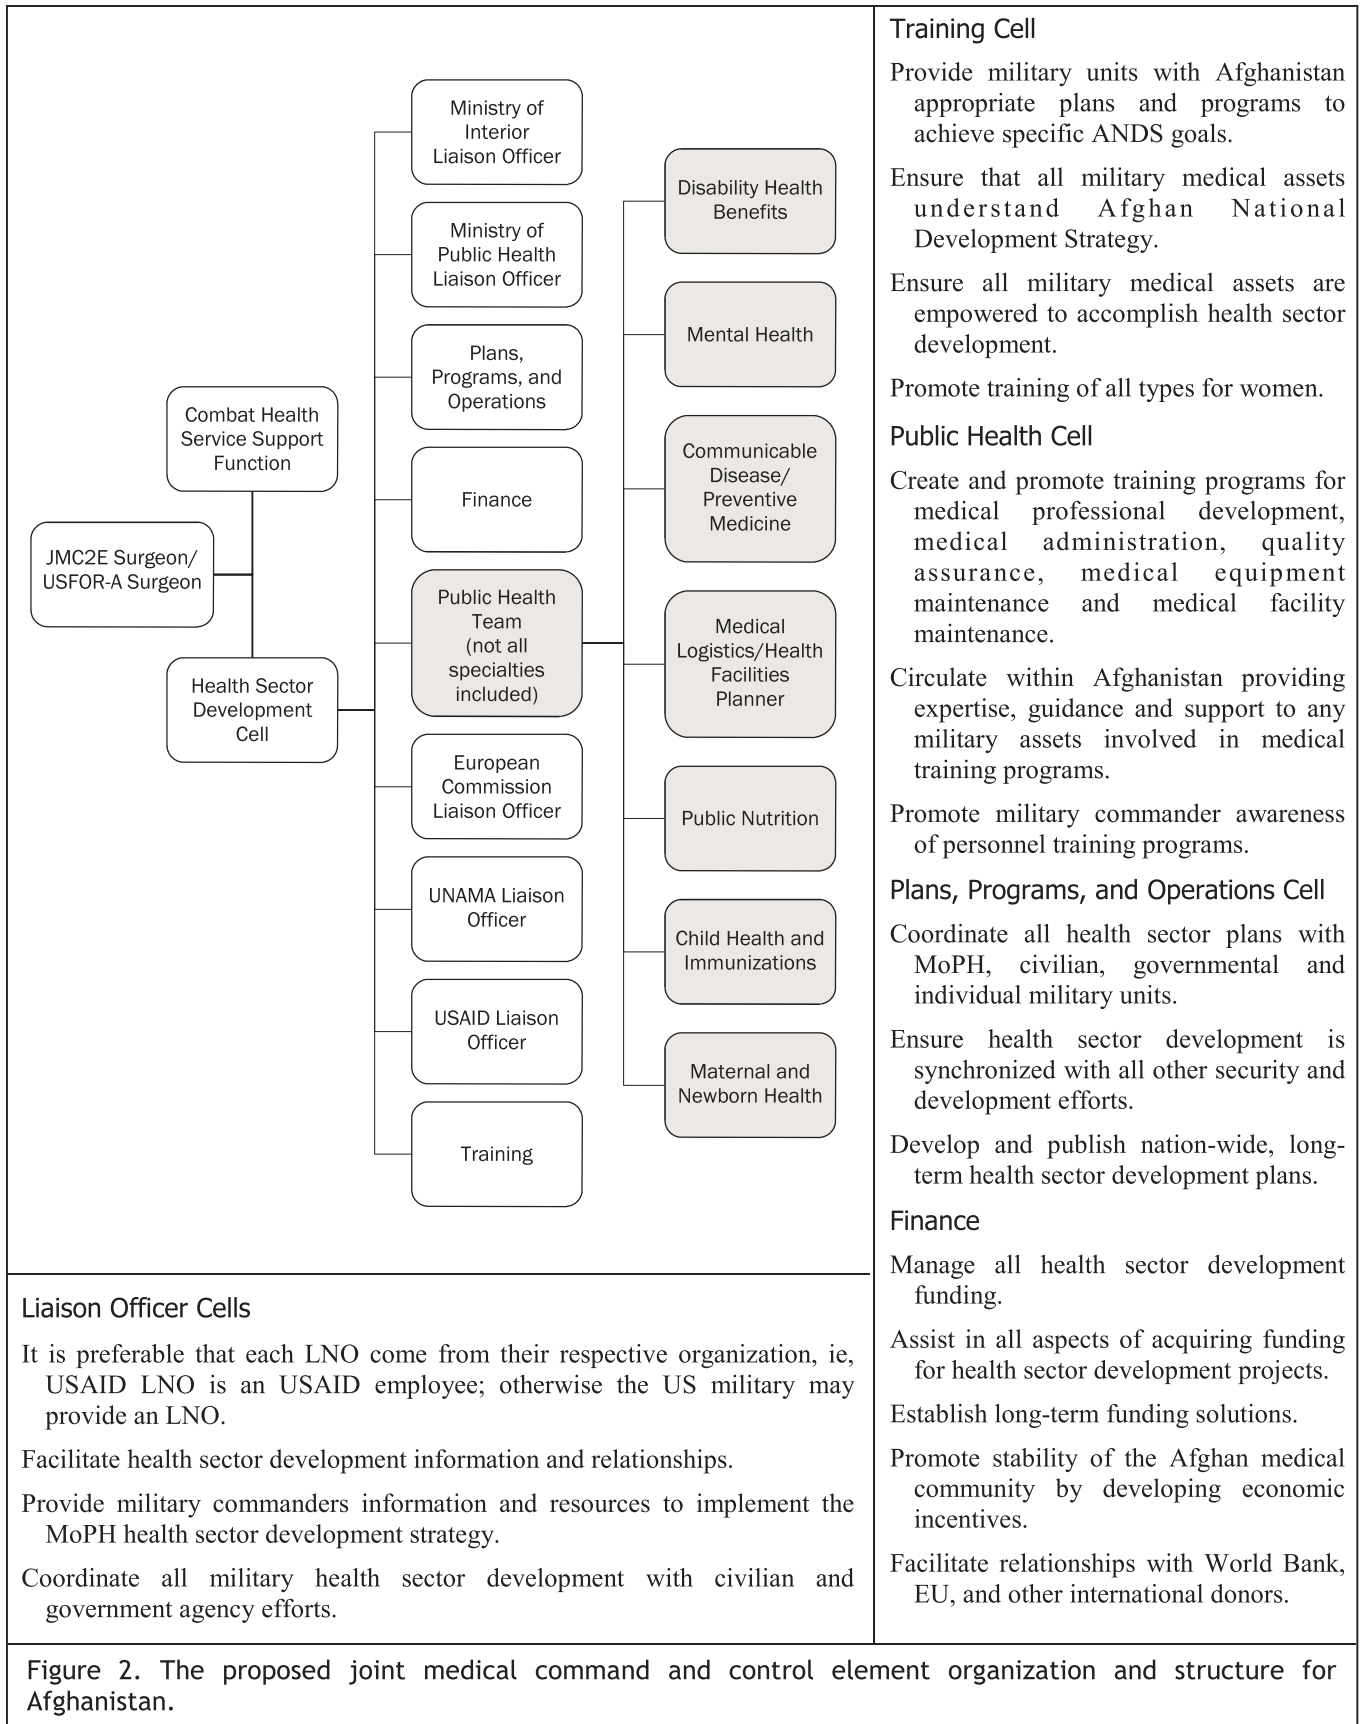 Ministry of
Interior
Liaison Officer
Ministry of
Public Health
Liaison Officer
Plans,
Programs, and
Operations
Combat Health
Service Support
Function
Finance
JMC2E Surgeon/
USFOR-A Surgeon
Public Health
Team
(not all
specialties
included)
Health Sector
Development
Cell
European
Commission
Liaison Officer
UNAMA Liaison
Officer
USAID Liaison
Officer
Training
Disability Health
Benefits
Mental Health
Communicable
Disease/
Preventive
Medicine
Medical
Logistics/Health
Facilities
Planner
Public Nutrition
Child Health and
Immunizations
Maternal and
Newborn Health
Liaison Officer Cells
It is preferable that each LNO come from their respective organization, ie,
USAID LNO is an USAID employee; otherwise the US military may
provide an LNO.
Facilitate health sector development information and relationships.
Provide military commanders information and resources to implement the
MoPH health sector development strategy.
Coordinate all military health sector development with civilian and
government agency efforts.
Training Cell
Provide military units with Afghanistan
appropriate plans and programs to
achieve specific ANDS goals.
Ensure that all military medical assets
understand Afghan National
Development Strategy.
Ensure all military medical assets are
empowered to accomplish health sector
development.
Promote training of all types for women.
Public Health Cell
Create and promote training programs for
medical professional development,
medical administration, quality
assurance, medical equipment
maintenance and medical facility
maintenance.
Circulate within Afghanistan providing
expertise, guidance and support to any
military assets involved in medical
training programs.
Promote military commander awareness
of personnel training programs.
Plans, Programs, and Operations Cell
Coordinate all health sector plans with
MoPH, civilian, governmental and
individual military units.
Ensure health sector development is
synchronized with all other security and
development efforts.
Develop and publish nation-wide, long-
term health sector development plans.
Finance
Manage all health sector development
funding.
Assist in all aspects of acquiring funding
for health sector development projects.
Establish long-term funding solutions.
Promote stability of the Afghan medical
community by developing economic
incentives.
Facilitate relationships with World Bank,
EU, and other international donors.
Figure 2. The proposed joint medical command and control element organization and structure for
Afghanistan.